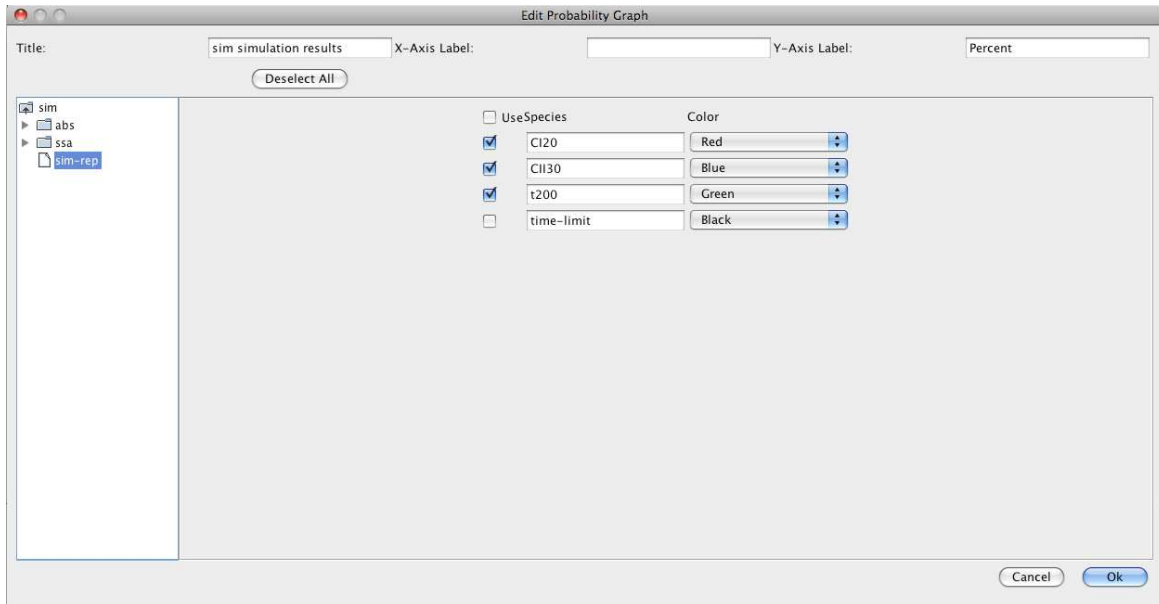 Edit Probability Graph
Title: sim simulation results X-Axis Label: Y-Axis Label: Percent
Deselect All
sim
abs
ssa
sim-rep
Use Species Color
CI20 Red
CII30 Blue
t200 Green
time-limit Black
Cancel Ok